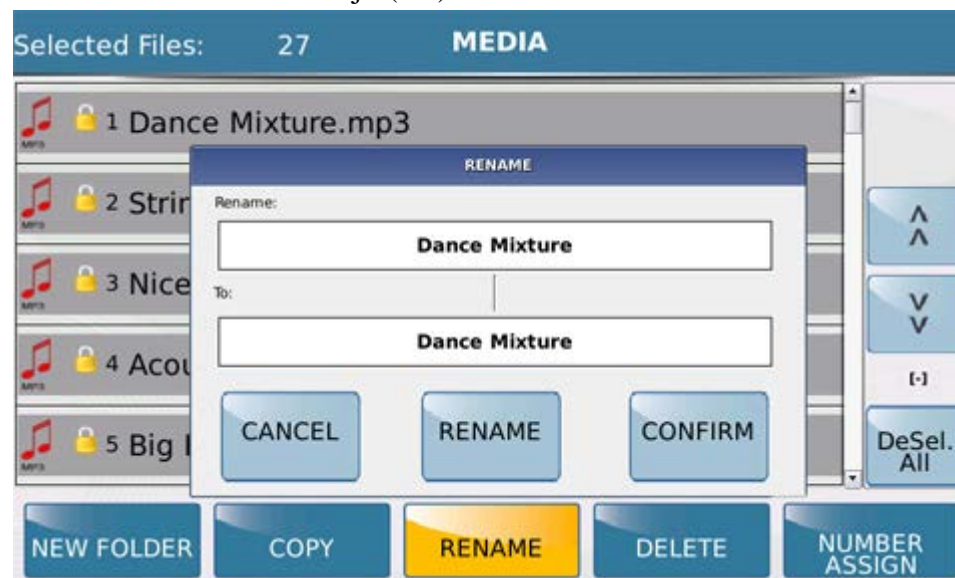 Selected Files: 27 MEDIA
1 Dance Mixture.mp3
RENAME
2 Strin
Rename:
Dance Mixture
3 Nice
To:
Dance Mixture
4 Acou
CANCEL RENAME CONFIRM
5 Big
[-]
DeSel.
All
NEW FOLDER COPY RENAME DELETE NUMBER
ASSIGN